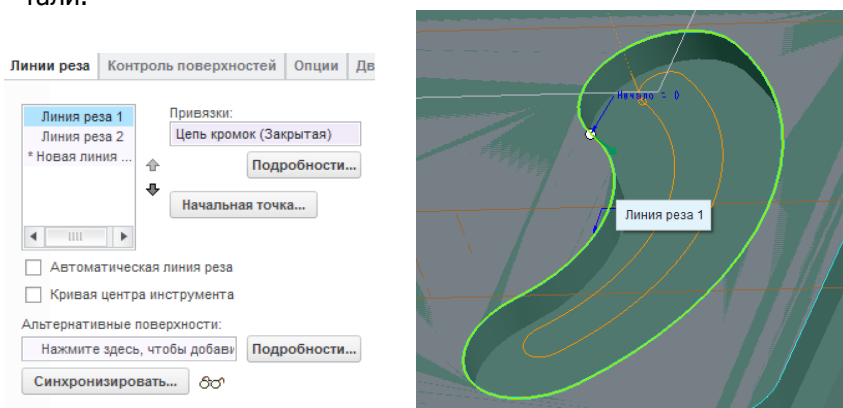 тали.
Линии реза Контроль поверхностей Опции Дв
Линия реза 1
Линия реза 2
* Новая линия ...
Привязки:
Цепь кромок (Закрытая)
Подробности...
Начальная точка...
Автоматическая линия реза
Кривая центра инструмента
Альтернативные поверхности:
Нажмите здесь, чтобы добави
Подробности...
Синхронизировать...
Начало = 0
Линия реза 1